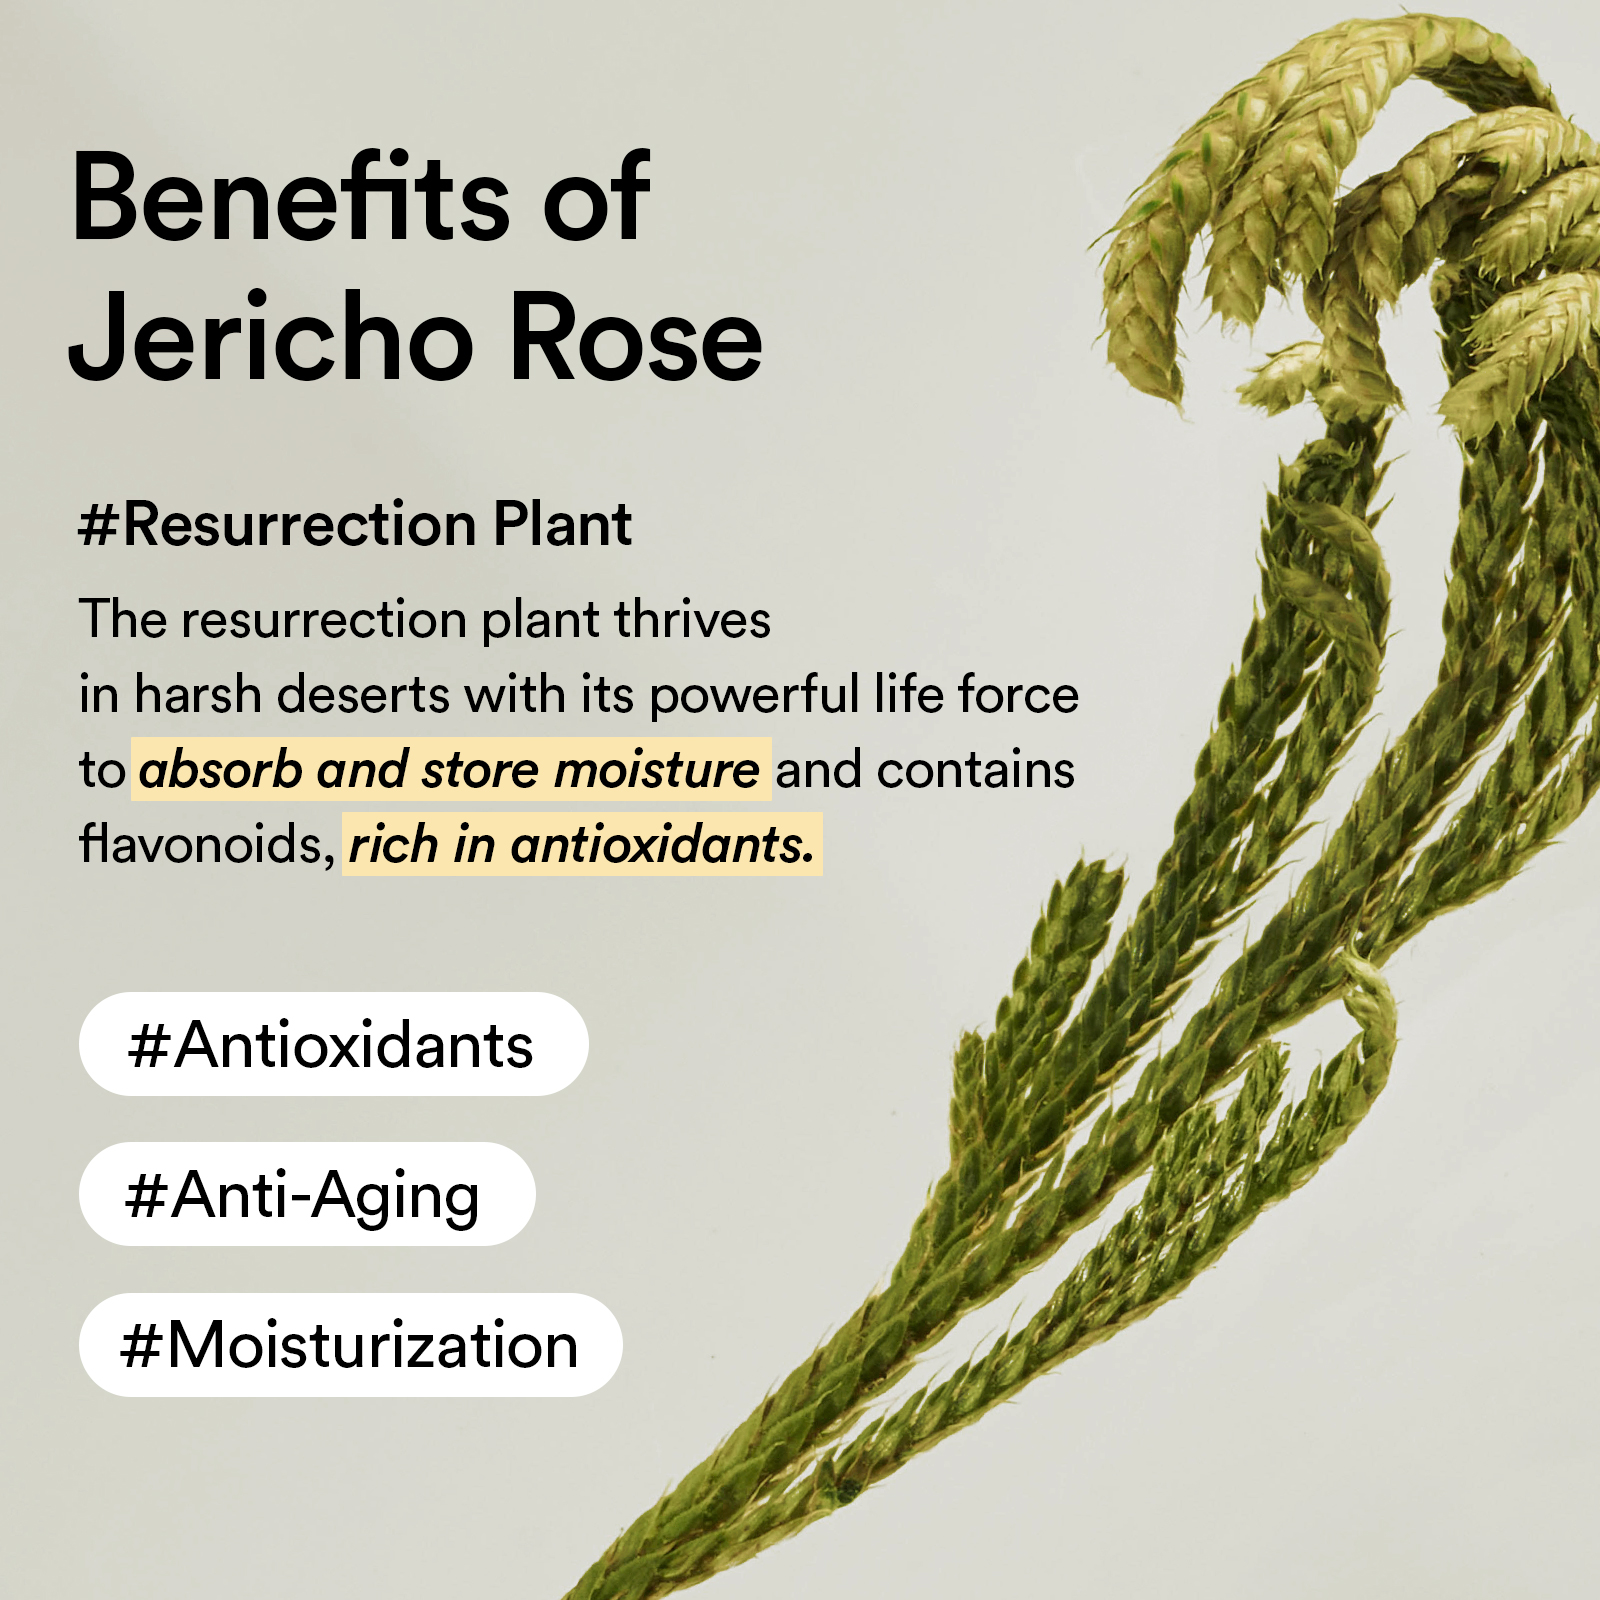 Benefits of
Jericho Rose
#Resurrection Plant
The resurrection plant thrives
in harsh deserts with its powerful life force
to absorb and store moisture and contains
flavonoids, rich in antioxidants.
#Antioxidants
#Anti-Aging
#Moisturization